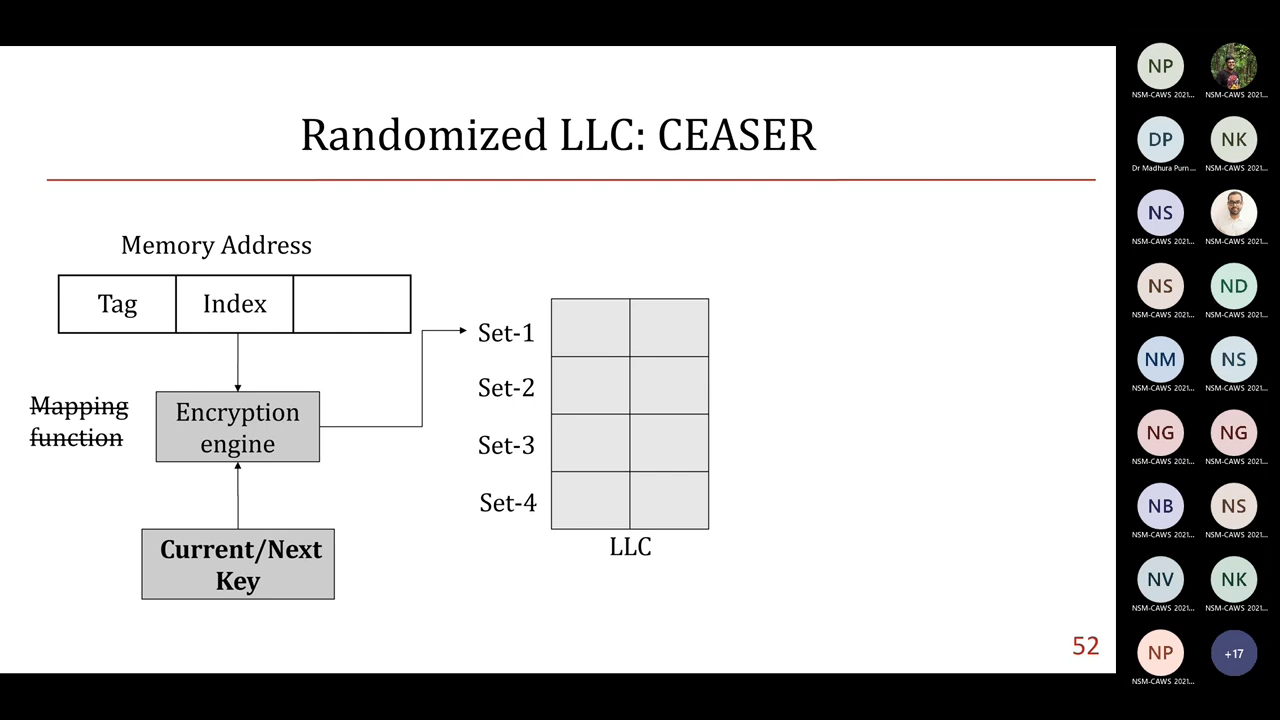 Randomized LLC: CEASER
Memory Address
Tag Index
Mapping
function
Encryption
engine
Current/Next
Key
Set-1
Set-2
Set-3
Set-4
LLC
52
NP
NSM-CAWS 2021... NSM-CAWS 2021...
DP NK
Dr Madhura Purn... NSM-CAWS 2021...
NS
NSM-CAWS 2021... NSM-CAWS 2021...
NS ND
NSM-CAWS 2021... NSM-CAWS 2021...
NM NS
NSM-CAWS 2021... NSM-CAWS 2021...
NG NG
NSM-CAWS 2021... NSM-CAWS 2021...
NB NS
NSM-CAWS 2021... NSM-CAWS 2021...
NV NK
NSM-CAWS 2021... NSM-CAWS 2021...
NP +17
NSM-CAWS 2021...